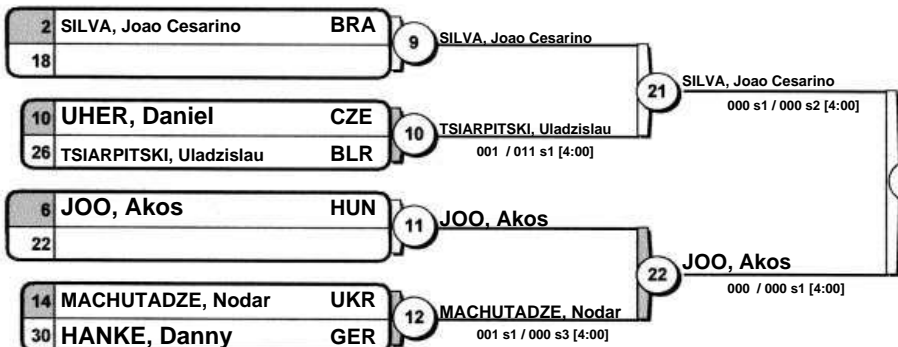 2 SILVA, Joao Cesarino BRA
18
9
SILVA, Joao Cesarino
10 UHER, Daniel CZE
26 TSIARPITSKI, Uladzislau BLR
10
TSIARPITSKI, Uladzislau
001 / 011 s1 [4:00]
21
SILVA, Joao Cesarino
000 s1 / 000 s2 [4:00]
6 JOO, Akos HUN
22
11
JOO, Akos
14 MACHUTADZE, Nodar UKR
30 HANKE, Danny GER
12
MACHUTADZE, Nodar
001 s1 / 000 s3 [4:00]
22
JOO, Akos
000 / 000 s1 [4:00]